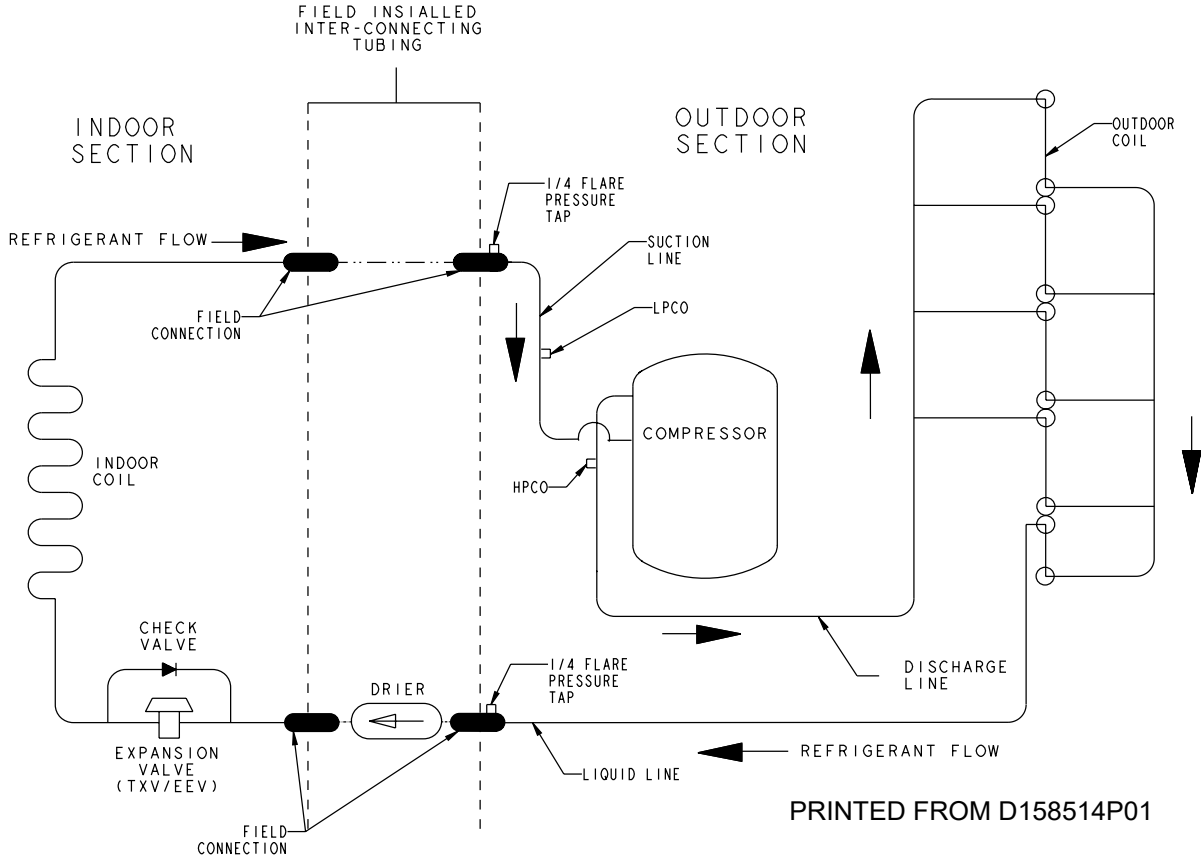 FIELD INSIALLED
INTER-CONNECTING
TUBING
INDOOR
SECTION
OUTDOOR
SECTION
OUTDOOR
COIL
1/4 FLARE
PRESSURE
TAP
REFRIGERANT FLOW
SUCTION
LINE
FIELD
CONNECTION
LPCO
COMPRESSOR
INDOOR
COIL
HPCO
CHECK
VALVE
DRIER
1/4 FLARE
PRESSURE
TAP
DISCHARGE
LINE
EXPANSION
VALVE
(TXV/EEV)
LIQUID LINE
REFRIGERANT FLOW
FIELD
CONNECTION
PRINTED FROM D158514P01